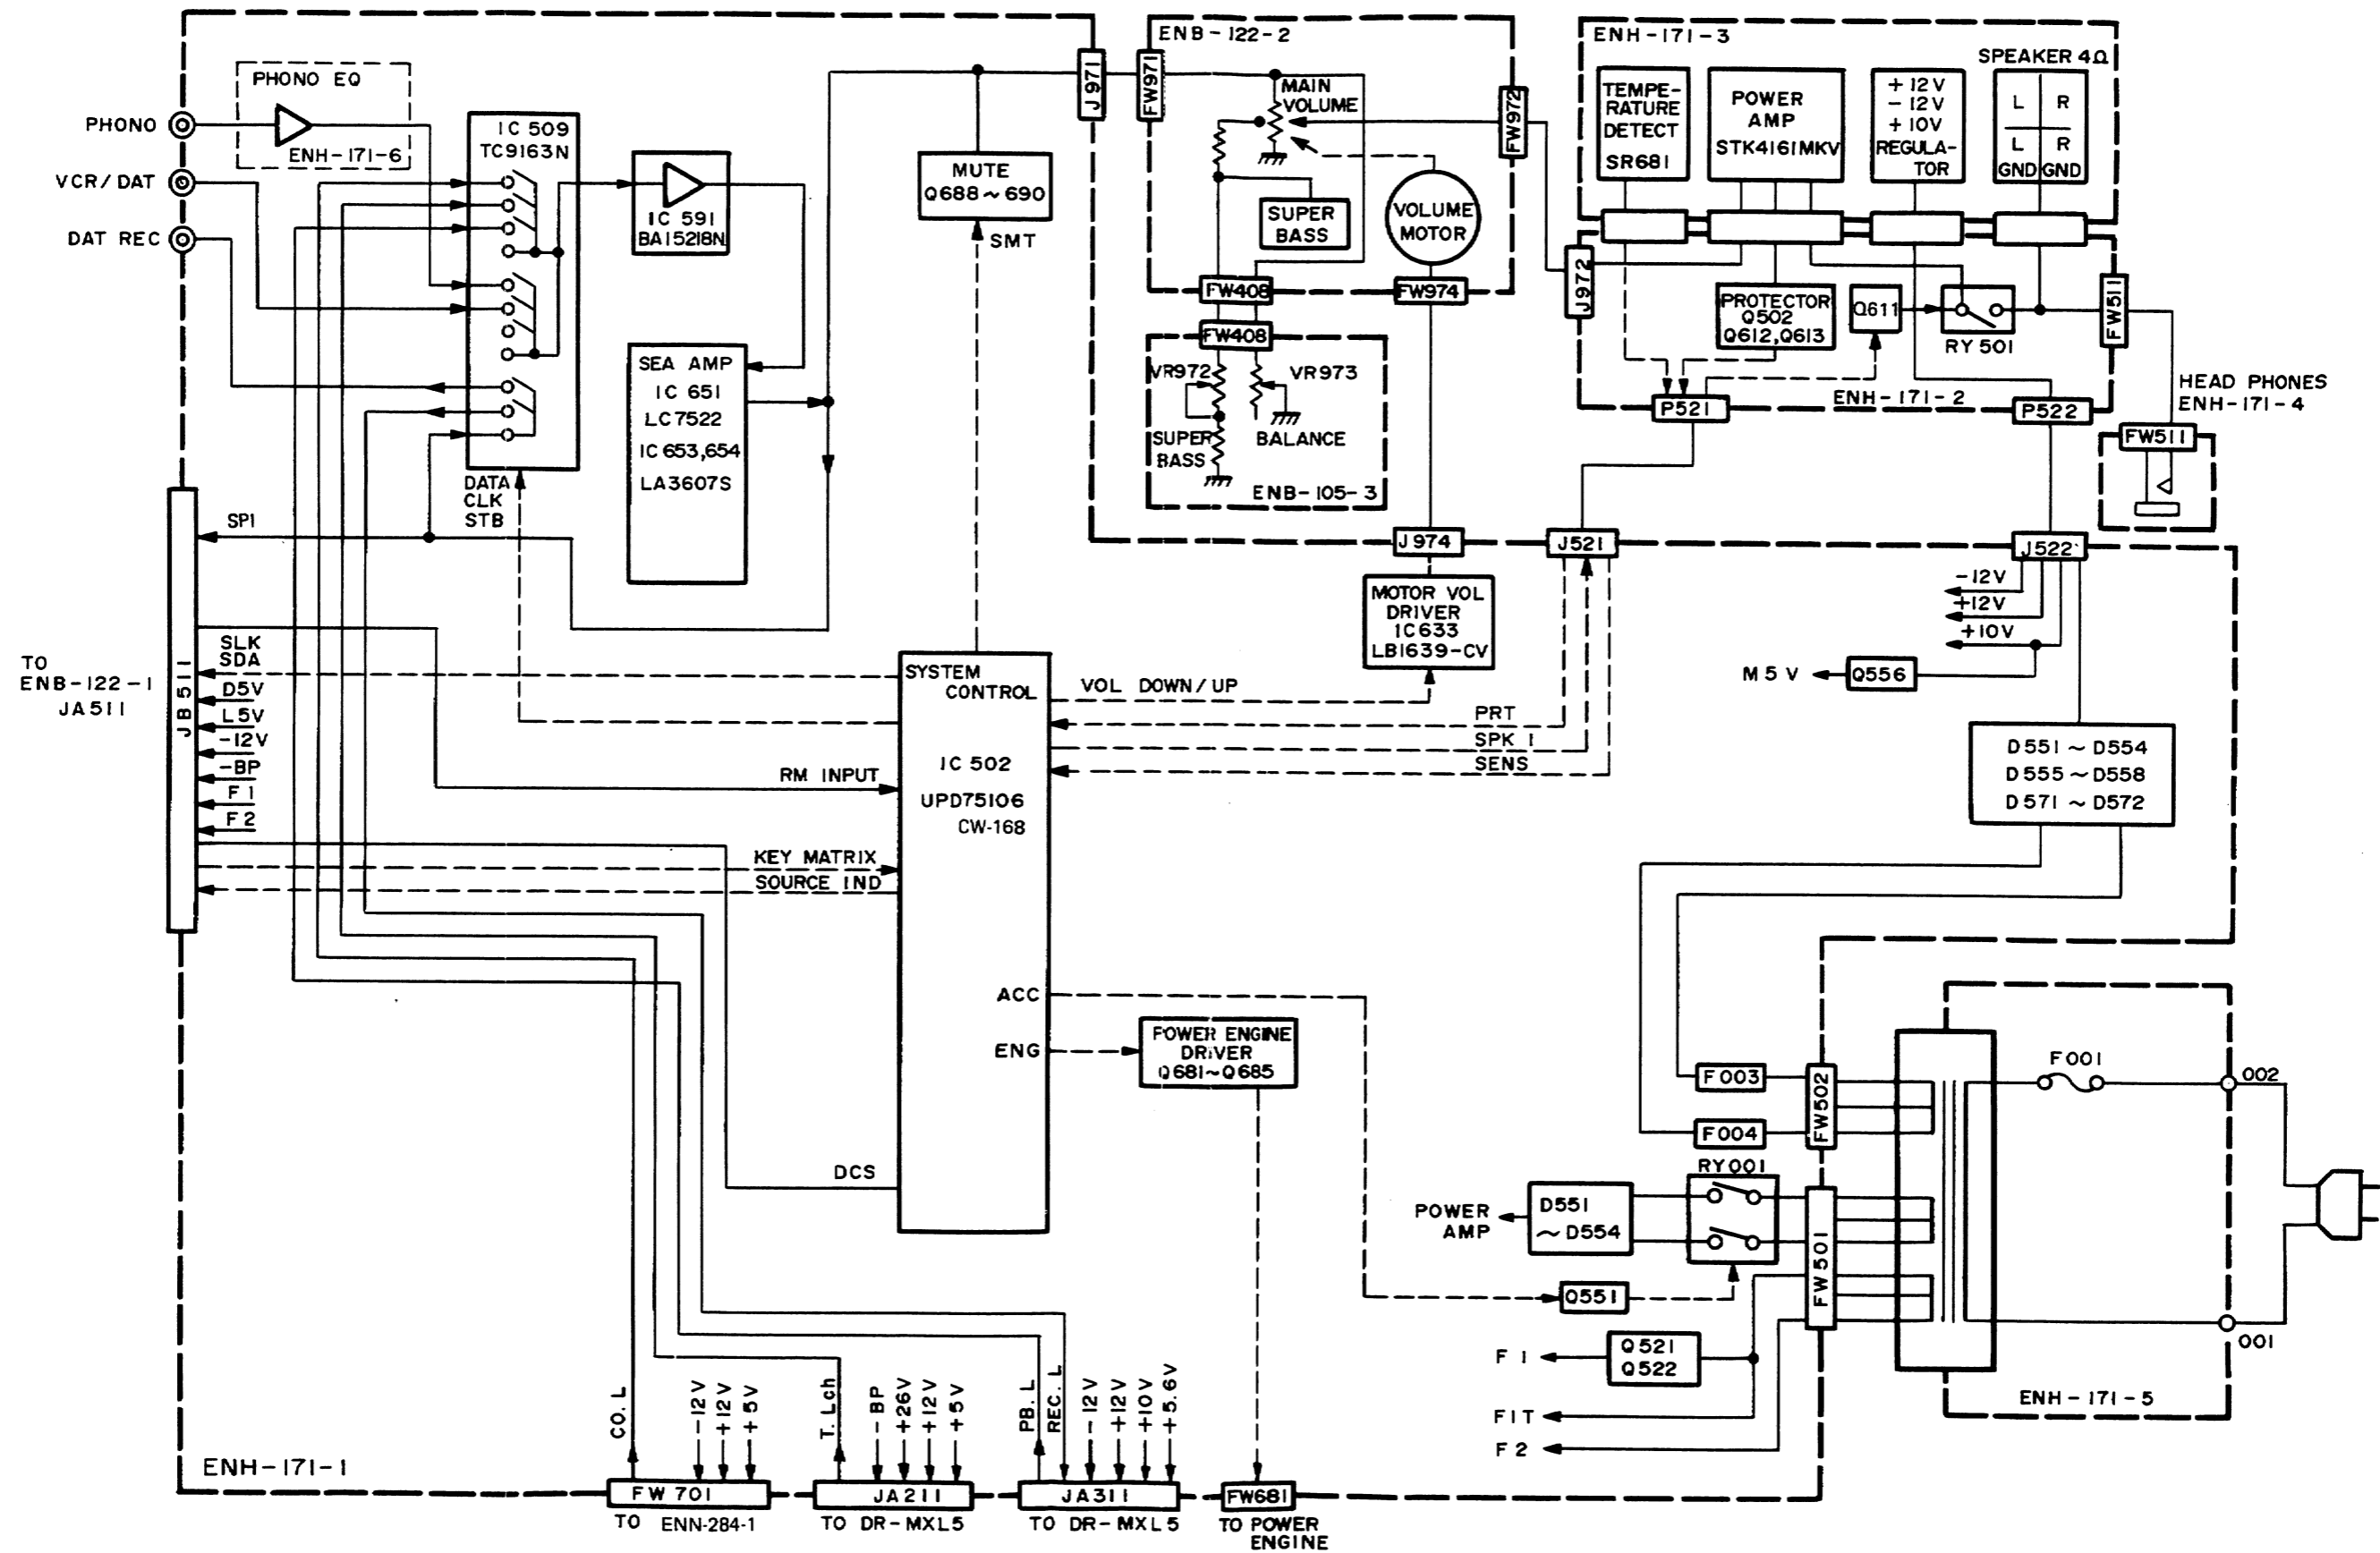 PHONO EQ
PHONO
ENH-171-6
VCR/DAT
DAT REC
IC 509
TC9163N
IC 591
BA15218N
SEA AMP
IC 651
LC7522
IC 653,654
LA3607S
DATA
CLK
STB
SPI
MUTE
Q688~690
SMT
J971
FW971
ENB-122-2
MAIN
VOLUME
FW972
SUPER
BASS
VOLUME
MOTOR
FW408
FW974
FW408
VR972
VR973
SUPER
BASS
BALANCE
ENB-105-3
ENH-171-3
SPEAKER 4Ω
TEMPE-
RATURE
DETECT
SR681
POWER
AMP
STK4161MKV
+12V
-12V
+10V
REGULA-
TOR
L R
L R
GND GND
J972
PROTECTOR
Q502
Q612,Q613
Q611
RY501
FW511
P521
ENH-171-2
P522
HEAD PHONES
ENH-171-4
FW511
J974
J521
J522
MOTOR VOL
DRIVER
IC633
LB1639-CV
-12V
+12V
+10V
M5V
Q556
D551~D554
D555~D558
D571~D572
TO
ENB-122-1
JA511
JB511
SLK
SDA
D5V
L5V
-12V
-BP
F1
F2
RM INPUT
KEY MATRIX
SOURCE IND
SYSTEM
CONTROL
IC 502
UPD75106
CW-168
VOL DOWN/UP
PRT
SPK 1
SENS
ACC
ENG
DCS
POWER ENGINE
DRIVER
Q681~Q685
F003
F004
FW502
RY001
POWER
AMP
D551
~D554
FW501
Q551
Q521
Q522
F1
F1T
F2
F001
002
001
ENH-171-5
CO.L
-12V
+12V
+5V
T.Lch
-BP
+26V
+12V
+5V
PB.L
REC.L
-12V
+12V
+10V
+5.6V
ENH-171-1
FW701
JA211
JA311
FW681
TO ENN-284-1
TO DR-MXL5
TO DR-MXL5
TO POWER
ENGINE